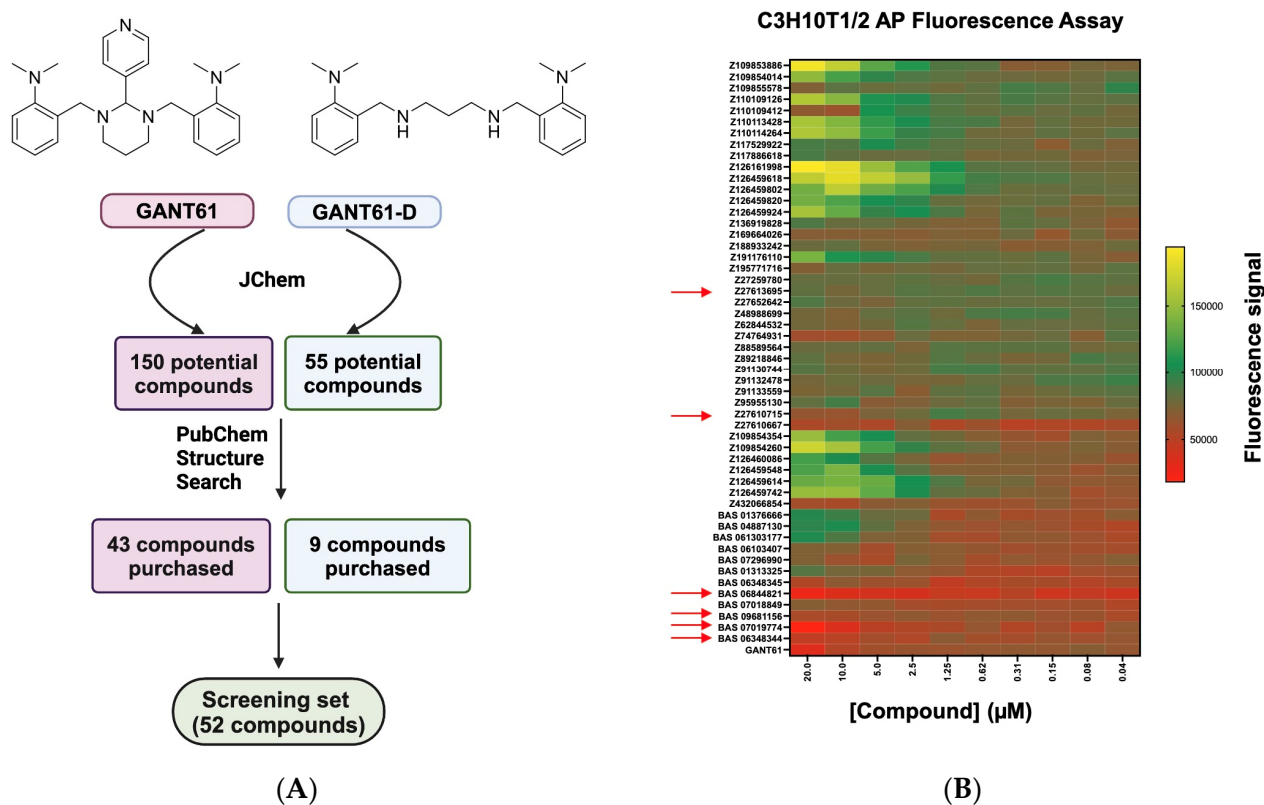 N
N
N
N
N
GANT61
N
N
H
N
H
N
GANT61-D
JChem
150 potential
compounds
55 potential
compounds
PubChem
Structure
Search
43 compounds
purchased
9 compounds
purchased
Screening set
(52 compounds)
(A)
C3H10T1/2 AP Fluorescence Assay
Z109853886
Z109854014
Z109855578
Z110109126
Z110109412
Z110113428
Z110114264
Z117529922
Z117886618
Z126161998
Z126459618
Z126459802
Z126459820
Z126459924
Z136919828
Z169664026
Z188933242
Z191176110
Z195771716
Z27259780
Z27613695
Z27652642
Z48988699
Z62844532
Z74764931
Z88589564
Z89218846
Z91130744
Z91132478
Z91133559
Z95955130
Z27610715
Z27610667
Z109854354
Z109854260
Z126460086
Z126459548
Z126459614
Z126459742
Z432066854
BAS 01376666
BAS 04887130
BAS 061303177
BAS 06103407
BAS 07296990
BAS 01313325
BAS 06348345
BAS 06844821
BAS 07018849
BAS 09681156
BAS 07019774
BAS 06348344
GANT61
20.0
10.0
5.0
2.5
1.25
0.62
0.31
0.15
0.08
0.04
[Compound] (µM)
150000
100000
50000
Fluorescence signal
(B)